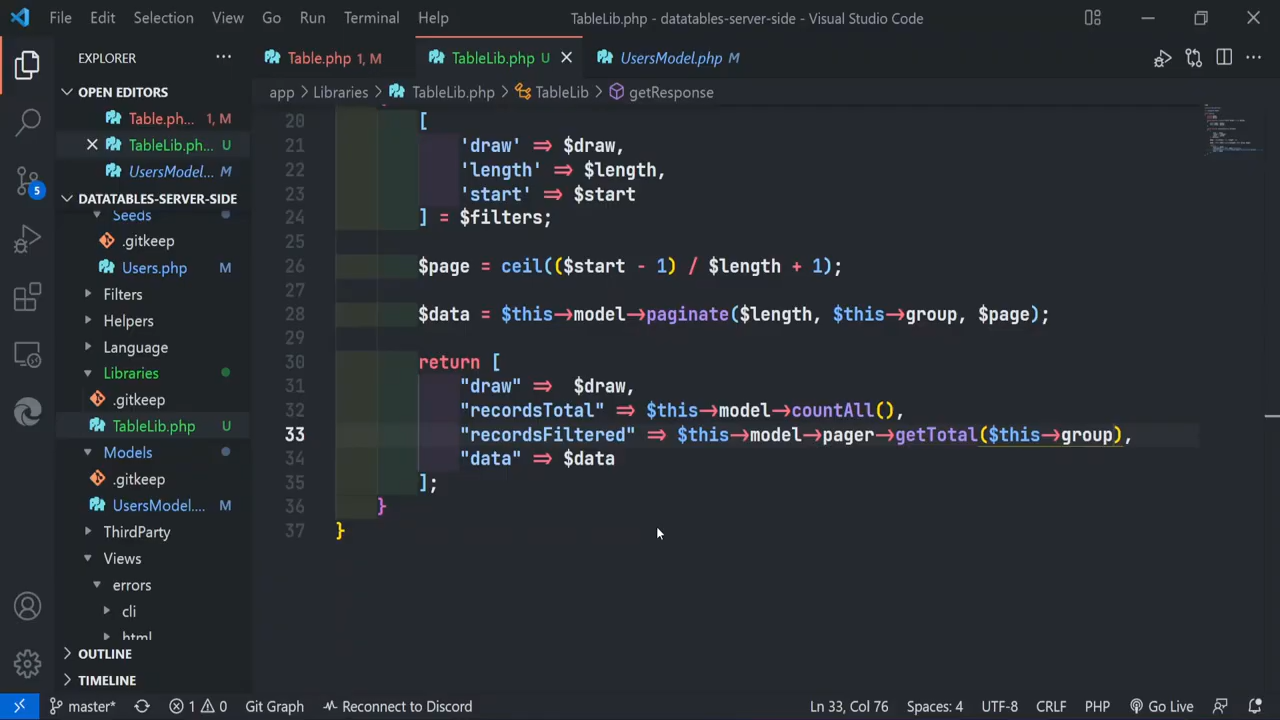 File Edit Selection View Go Run Terminal Help TableLib.php - datatables-server-side - Visual Studio Code
EXPLORER ...
Table.php 1, M TableLib.php U UsersModel.php M
OPEN EDITORS
app > Libraries > TableLib.php > TableLib > getResponse
Table.ph... 1, M
TableLib.ph... U
UsersModel... M
DATATABLES-SERVER-SIDE
Seeds
.gitkeep
Users.php M
Filters
Helpers
Language
Libraries
.gitkeep
TableLib.php U
Models
.gitkeep
UsersModel.... M
ThirdParty
Views
errors
cli
html
OUTLINE
TIMELINE
5
20 [
21 'draw' => $draw,
22 'length' => $length,
23 'start' => $start
24 ] = $filters;
25
26 $page = ceil(($start - 1) / $length + 1);
27
28 $data = $this->model->paginate($length, $this->group, $page);
29
30 return [
31 "draw" => $draw,
32 "recordsTotal" => $this->model->countAll(),
33 "recordsFiltered" => $this->model->pager->getTotal($this->group),
34 "data" => $data
35 ];
36 }
37 }
master* 1 0 Git Graph Reconnect to Discord Ln 33, Col 76 Spaces: 4 UTF-8 CRLF PHP Go Live